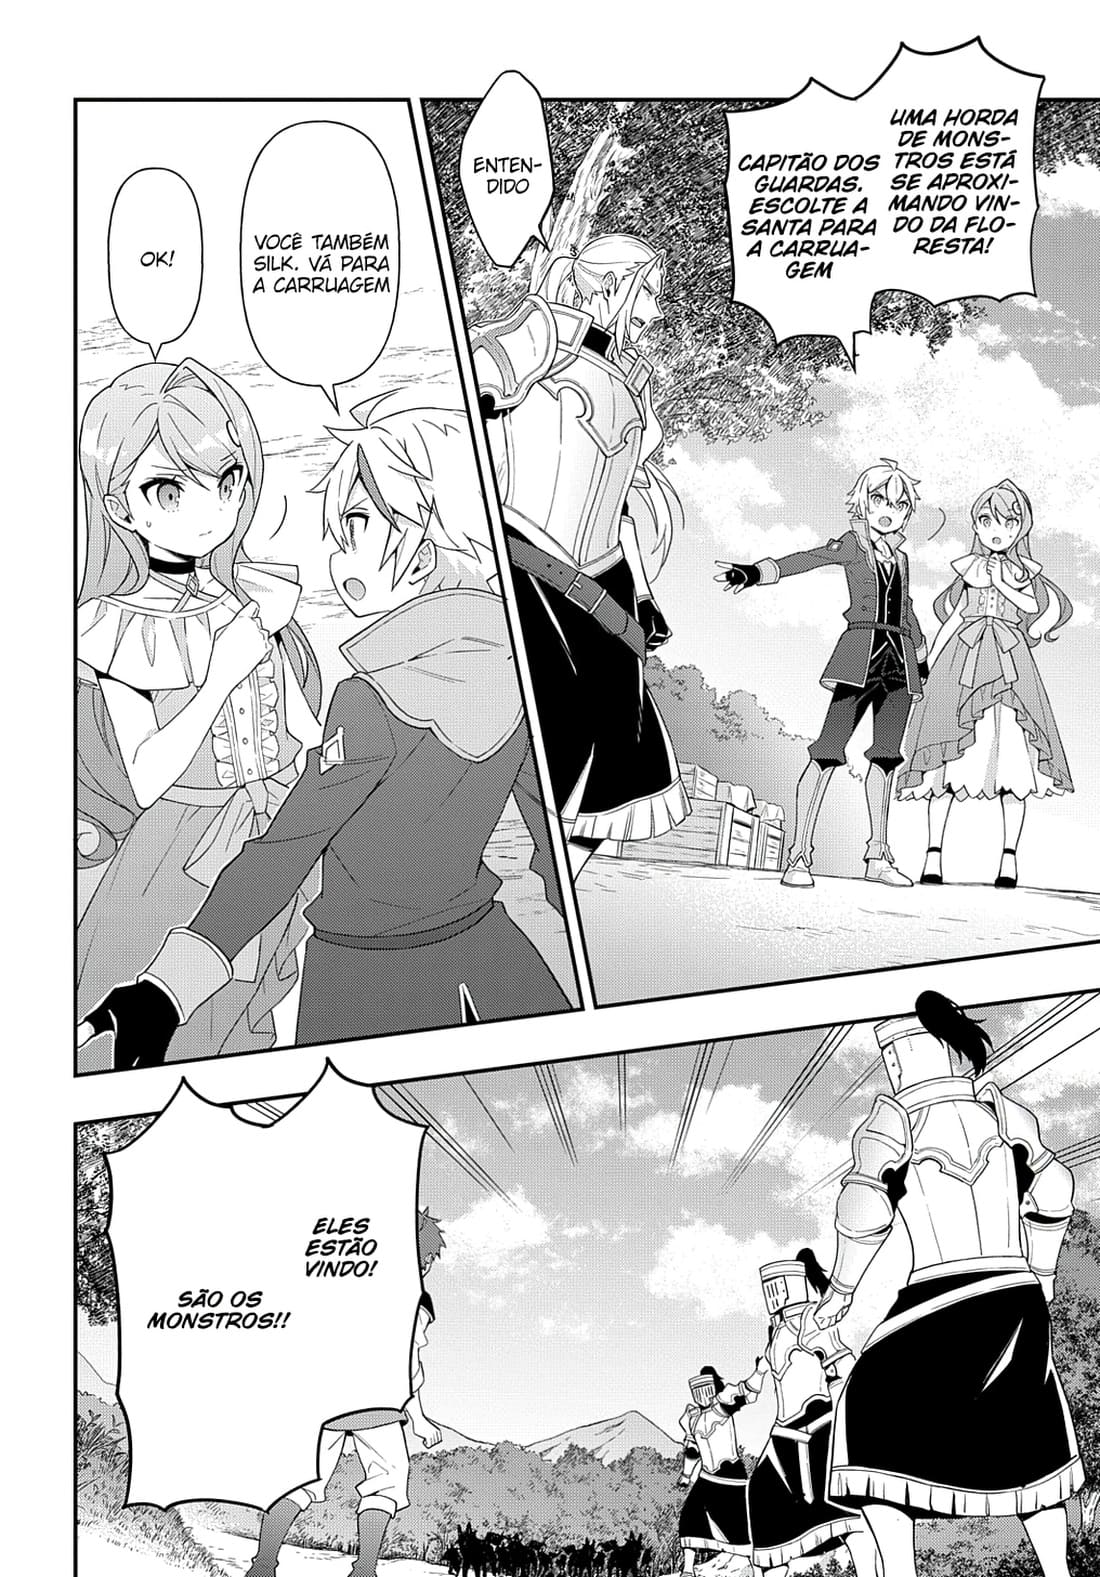 UMA HORDA
DE MONS-
TROS ESTÁ
SE APROXI-
MANDO VIN-
DO DA FLO-
RESTA!
CAPITÃO DOS
GUARDAS.
ESCOLTE A
SANTA PARA
A CARRUA-
GEM
ENTEN-
DIDO
VOCÊ TAMBÉM
SILK. VÁ PARA
A CARRUAGEM
OK!
ELES
ESTÃO
VINDO!
SÃO OS
MONSTROS!!